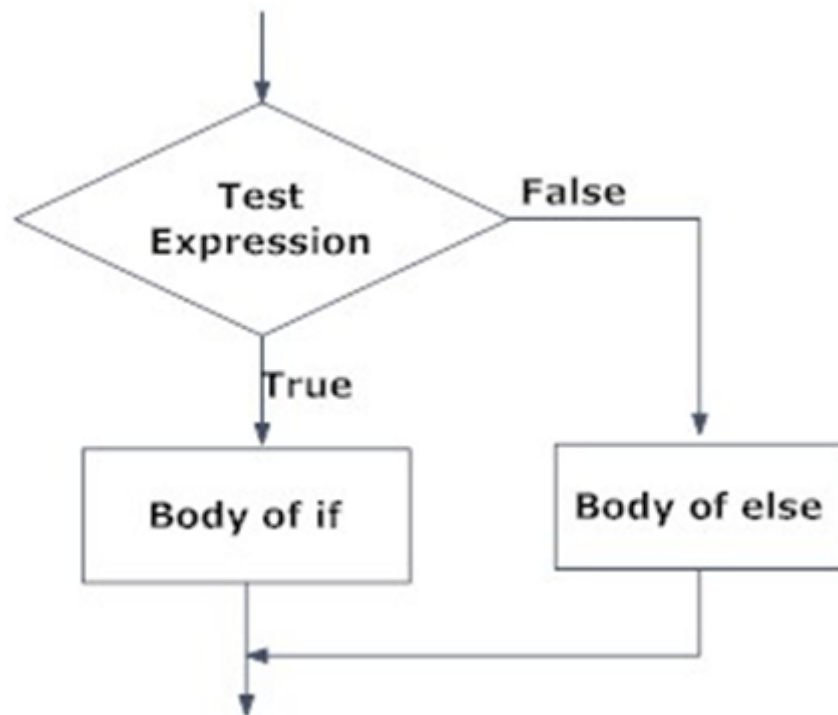 Test
Expression
False
True
Body of if
Body of else